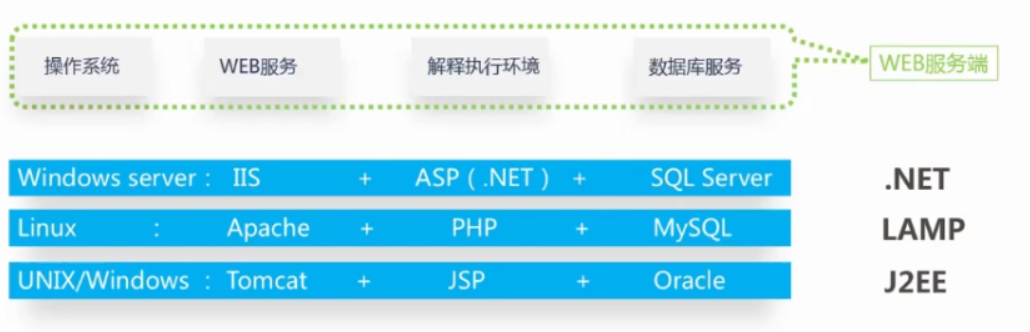 操作系统 WEB服务 解释执行环境 数据库服务 WEB服务端
Windows server : IIS + ASP ( .NET ) + SQL Server .NET
Linux : Apache + PHP + MySQL LAMP
UNIX/Windows : Tomcat + JSP + Oracle J2EE